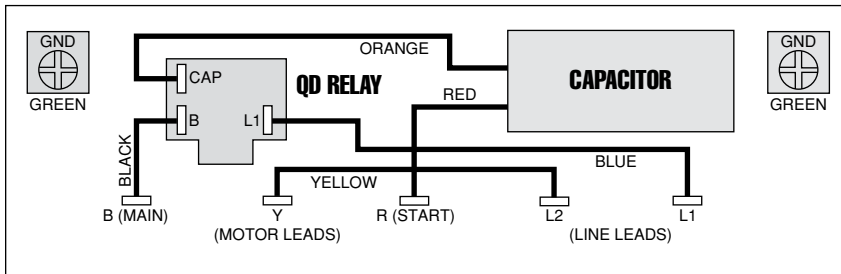 GND
GREEN
ORANGE
CAP
QD RELAY
B
L1
BLACK
RED
CAPACITOR
GND
GREEN
BLUE
YELLOW
B (MAIN)
Y
R (START)
L2
L1
(MOTOR LEADS)
(LINE LEADS)